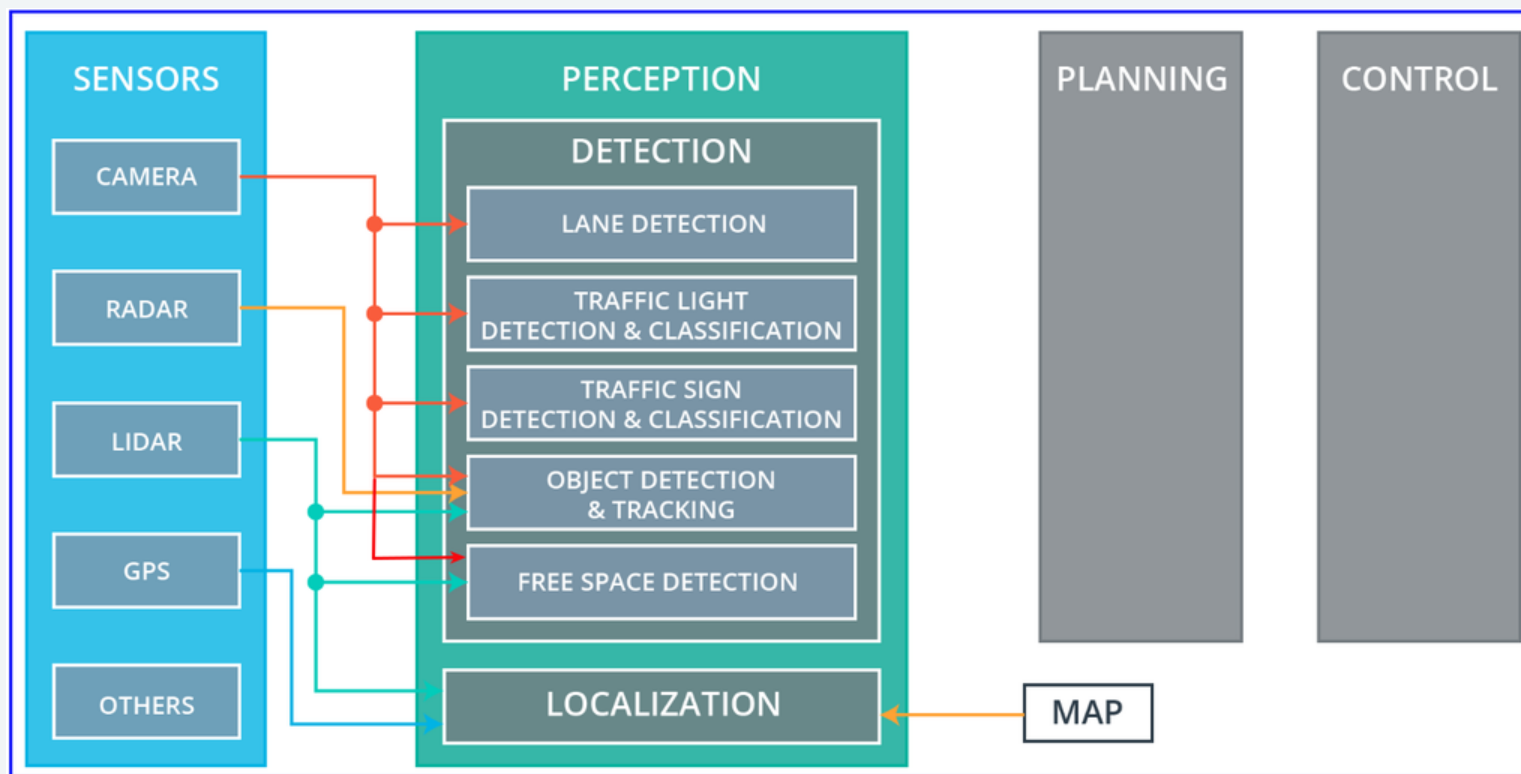 SENSORS
CAMERA
RADAR
LIDAR
GPS
OTHERS
PERCEPTION
DETECTION
LANE DETECTION
TRAFFIC LIGHT
DETECTION & CLASSIFICATION
TRAFFIC SIGN
DETECTION & CLASSIFICATION
OBJECT DETECTION
& TRACKING
FREE SPACE DETECTION
LOCALIZATION
PLANNING
CONTROL
MAP